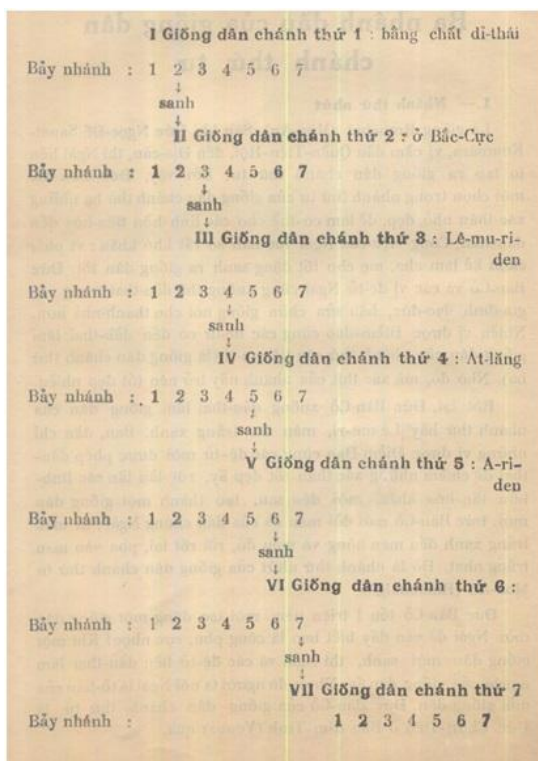 I Giống dân chánh thứ 1 : bằng chất dĩ-thái
Bảy nhánh : 1 2 3 4 5 6 7
↓
sanh
↓
II Giống dân chánh thứ 2 : ở Bắc-Cực
Bảy nhánh : 1 2 3 4 5 6 7
↓
sanh
↓
III Giống dân chánh thứ 3 : Lê-mu-ri-
den
Bảy nhánh : 1 2 3 4 5 6 7
↓
sanh
↓
IV Giống dân chánh thứ 4 : Át-lăng
Bảy nhánh : 1 2 3 4 5 6 7
↓
sanh
↓
V Giống dân chánh thứ 5 : A-ri-
den
Bảy nhánh : 1 2 3 4 5 6 7
↓
sanh
↓
VI Giống dân chánh thứ 6 :
Bảy nhánh : 1 2 3 4 5 6 7
↓
sanh
↓
VII Giống dân chánh thứ 7
Bảy nhánh : 1 2 3 4 5 6 7